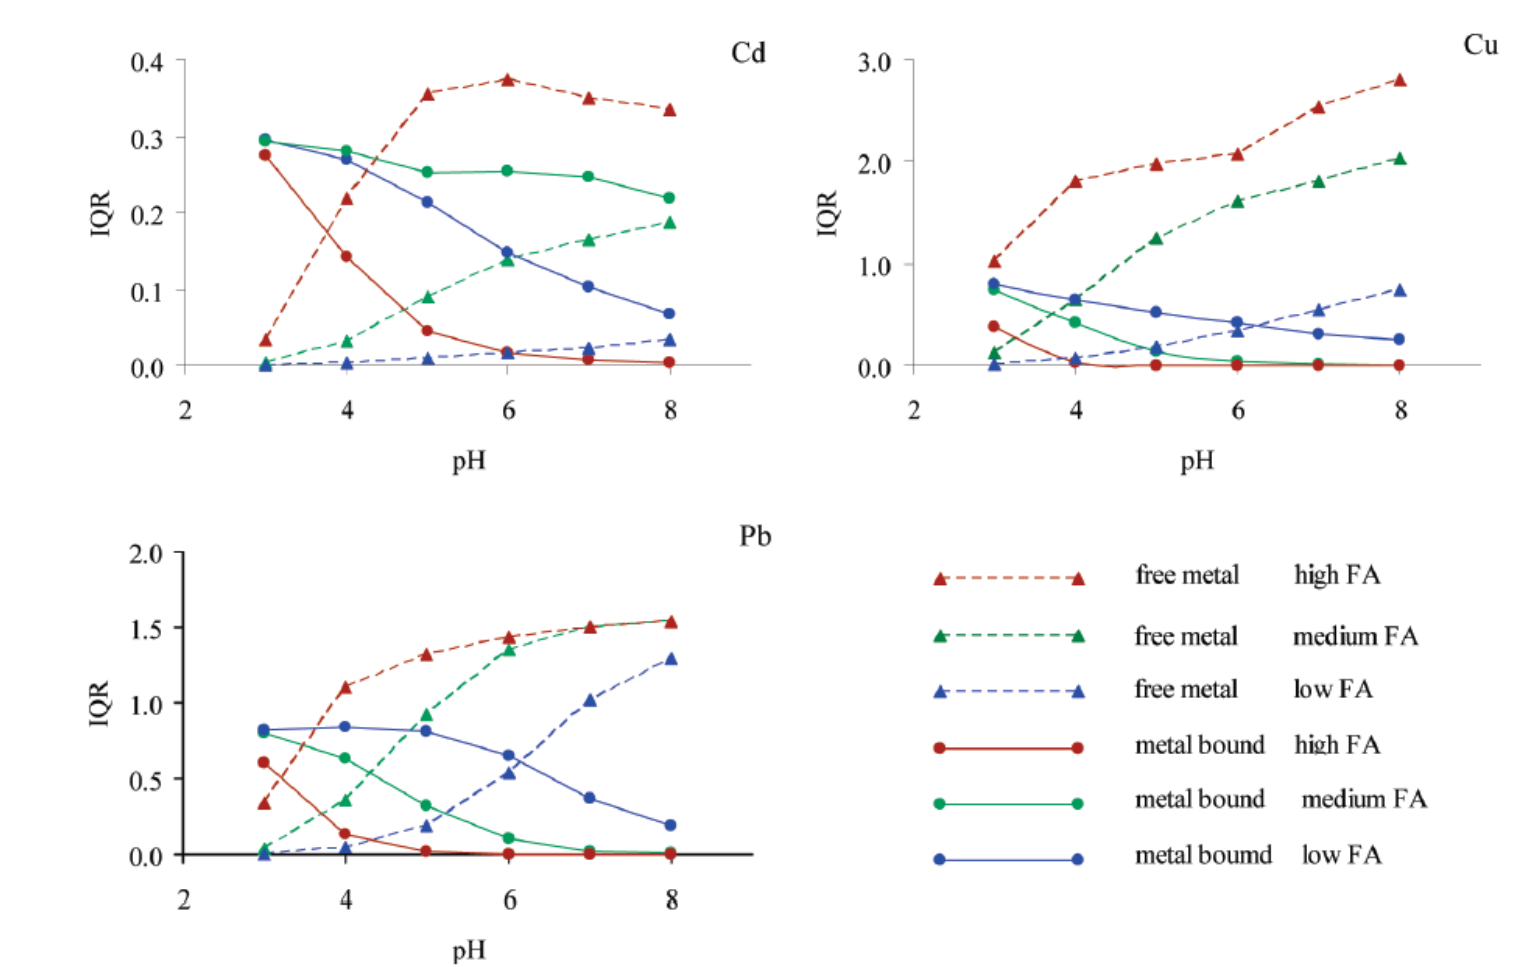 Cd
0.4
0.3
0.2
0.1
0.0
IQR
2 4 6 8
pH
Cu
3.0
2.0
1.0
0.0
IQR
2 4 6 8
pH
Pb
2.0
1.5
1.0
0.5
0.0
IQR
2 4 6 8
pH
free metal high FA
free metal medium FA
free metal low FA
metal bound high FA
metal bound medium FA
metal boumd low FA